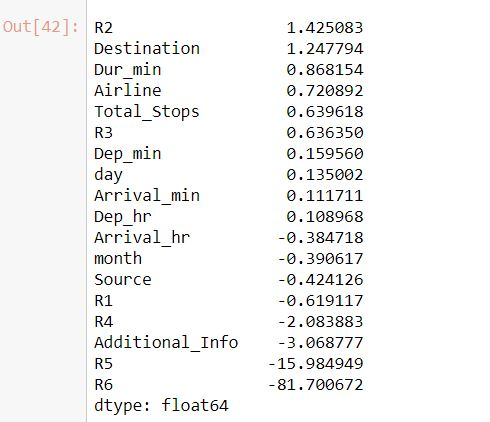 Out[42]:
R2 1.425083
Destination 1.247794
Dur_min 0.868154
Airline 0.720892
Total_Stops 0.639618
R3 0.636350
Dep_min 0.159560
day 0.135002
Arrival_min 0.111711
Dep_hr 0.108968
Arrival_hr -0.384718
month -0.390617
Source -0.424126
R1 -0.619117
R4 -2.083883
Additional_Info -3.068777
R5 -15.984949
R6 -81.700672
dtype: float64